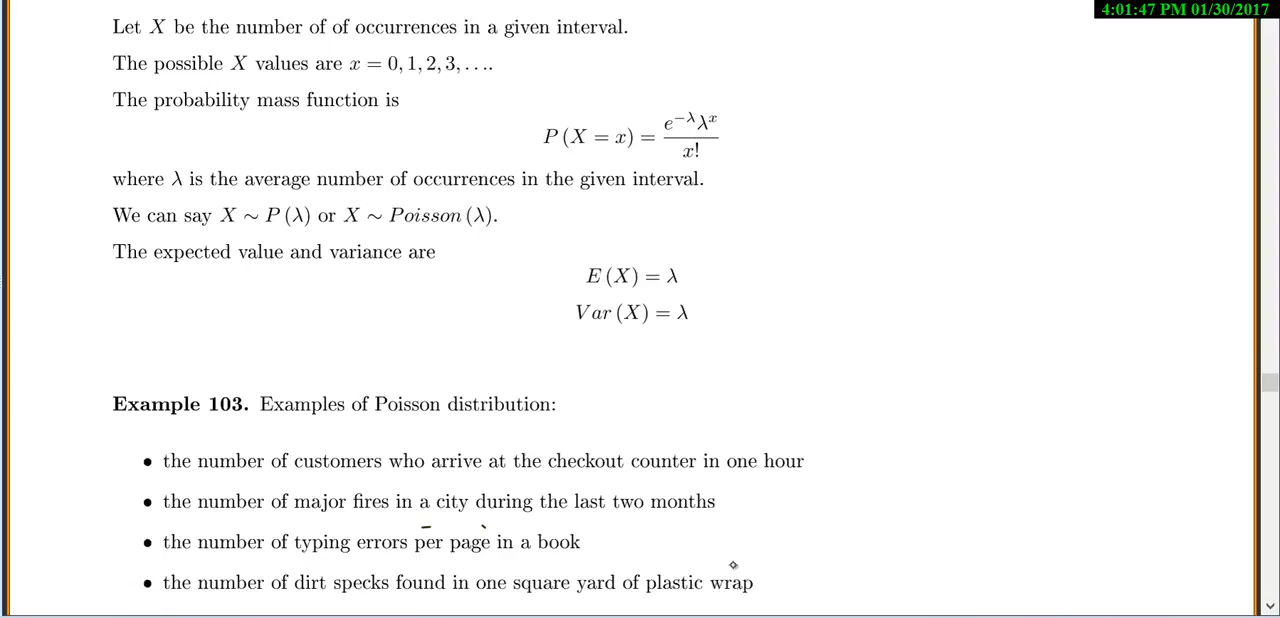 4:01:47 PM 01/30/2017
Let X be the number of of occurrences in a given interval.
The possible X values are x = 0, 1, 2, 3, . . ..
The probability mass function is
P (X = x) = e^{−λ}λ^x / x!
where λ is the average number of occurrences in the given interval.
We can say X ∼ P (λ) or X ∼ Poisson (λ).
The expected value and variance are
E (X) = λ
Var (X) = λ
Example 103. Examples of Poisson distribution:
• the number of customers who arrive at the checkout counter in one hour
• the number of major fires in a city during the last two months
• the number of typing errors per page in a book
• the number of dirt specks found in one square yard of plastic wrap